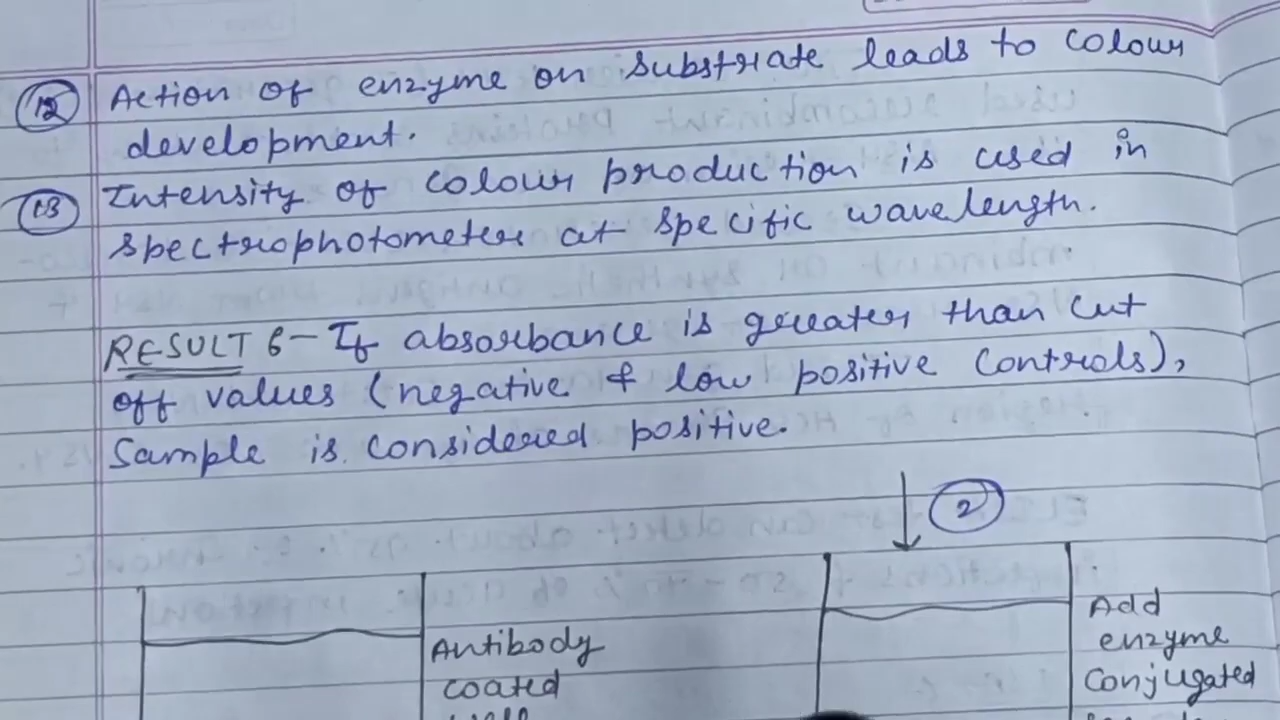 12 Action of enzyme on substrate leads to colour
development.
13 Intensity of colour production is used in
spectrophotometer at specific wavelength.
RESULT :- If absorbance is greater than cut
off values (negative & low positive controls),
Sample is considered positive.
2
Antibody
coated
Add
enzyme
Conjugated